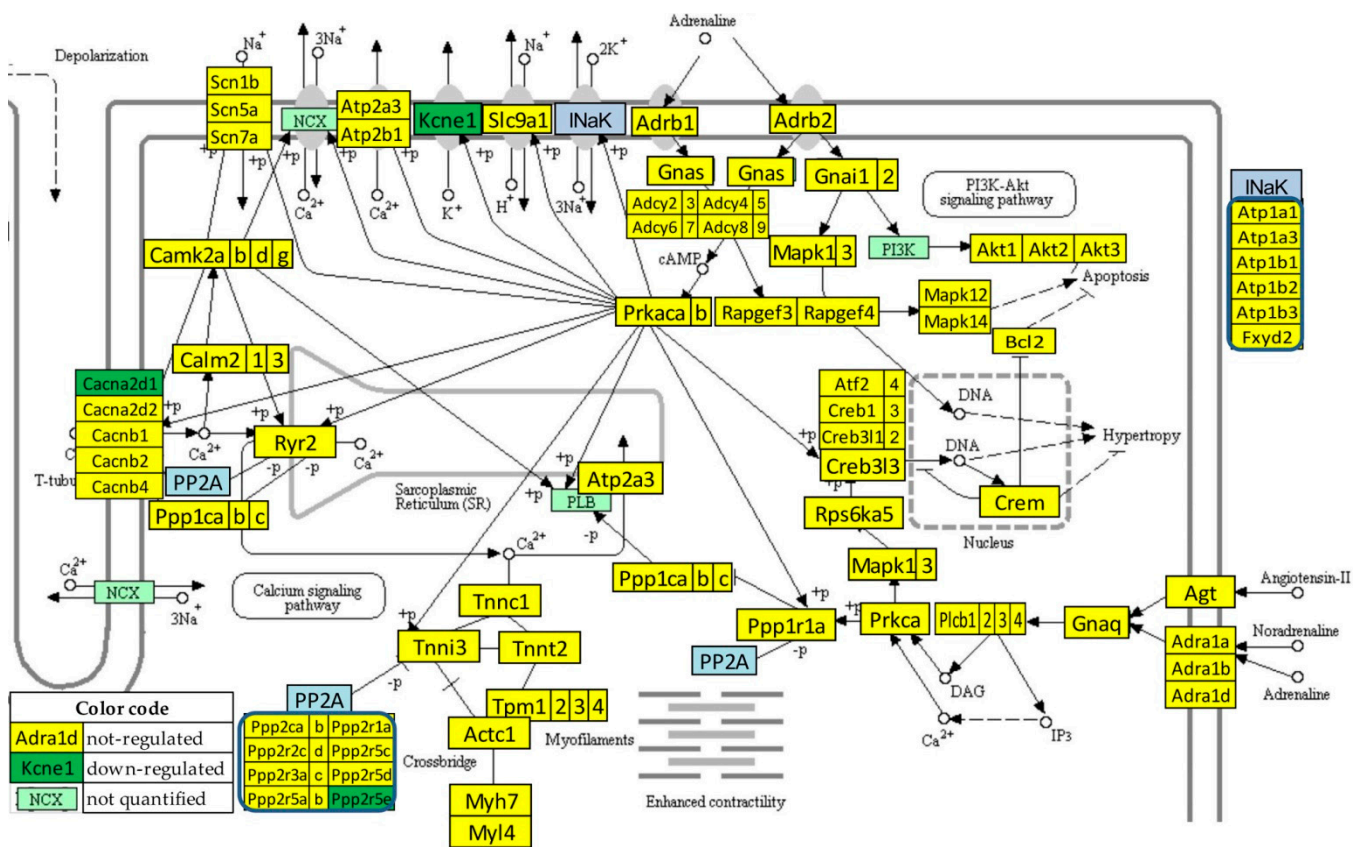 Adrenaline
Depolarization
Na+
3Na+
Na+
2K+
Scn1b
Scn5a
Scn7a
NCX
Atp2a3
Atp2b1
Kcne1
Slc9a1
INaK
Adrb1
Adrb2
+p
+p
+p
+p
+p
+p
+p
Ca2+
Ca2+
K+
H+
3Na+
Gnas
Gnas
Gnai1 2
PI3K-Akt
signaling pathway
INaK
Atp1a1
Atp1a3
Atp1b1
Atp1b2
Atp1b3
Fxyd2
Adcy2 3 Adcy4 5
Adcy6 7 Adcy8 9
Camk2a b d g
Mapk1 3
PI3K
Akt1 Akt2 Akt3
cAMP
Apoptosis
Prkaca b
Rapgef3 Rapgef4
Mapk12
Mapk14
Bcl2
Calm2 1 3
Cacna2d1
Cacna2d2
Cacnb1
Cacnb2
Cacnb4
+p
Ca2+
+p
+p
Ryr2
-p
-p
Ca2+
T-tubu
PP2A
Ppp1ca b c
Sarcoplasmic
Reticulum (SR)
+p
+p
Atp2a3
PLB
-p
Atf2 4
Creb1 3
Creb3l1 2
Creb3l3
+p
+p
DNA
DNA
Hypertropy
Crem
Nucleus
Rps6ka5
Mapk1 3
Ca2+
NCX
3Na+
Calcium signaling
pathway
Ca2+
Ppp1ca b c
+p
+p
Ppp1r1a
-p
PP2A
Prkca
Plcb1 2 3 4
Gnaq
Agt
Angiotensin-II
Adra1a
Adra1b
Adra1d
Noradrenaline
Adrenaline
DAG
Ca2+
IP3
Tnnc1
+p
Tnni3
Tnnt2
-p
PP2A
Tpm1 2 3 4
Actc1
Myofilaments
Crossbridge
Myh7
Myl4
Enhanced contractility
Ppp2ca b Ppp2r1a
Ppp2r2c d Ppp2r5c
Ppp2r3a c Ppp2r5d
Ppp2r5a b Ppp2r5e
Color code
Adra1d not-regulated
Kcne1 down-regulated
NCX not quantified